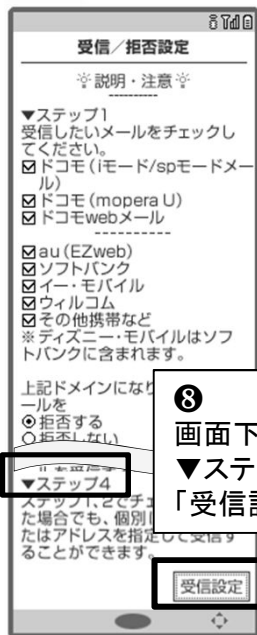 受信／拒否設定
説明・注意
▼ステップ1
受信したいメールをチェックし
てください。
☑ドコモ(iモード/spモードメー
ル)
☑ドコモ(mopera U)
☑ドコモwebメール
----------
☑au(EZweb)
☑ソフトバンク
☑イー・モバイル
☑ウィルコム
☑その他携帯など
※ディズニー・モバイルはソフ
トバンクに含まれます。
上記ドメインになり
ールを
◉拒否する
○拒否しない
▼ステップ4
ステップ1、2でチェ
た場合でも、個別に
たはアドレスを指定して受信す
ることができます。
受信設定
❽
画面下
▼ステ
「受信設